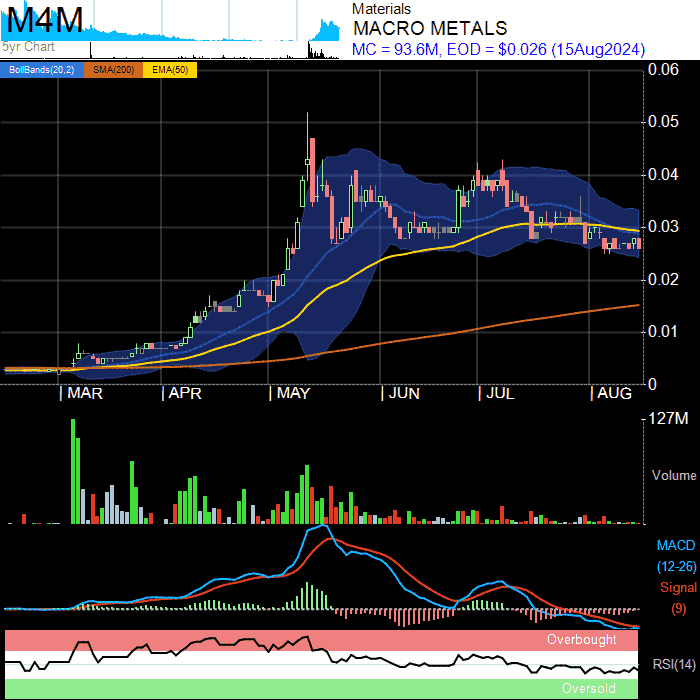 M4M
5yr Chart
Materials
MACRO METALS
MC = 93.6M, EOD = $0.026 (15Aug2024)
BollBands(20,2) SMA(200) EMA(50)
0.06
0.05
0.04
0.03
0.02
0.01
0
MAR APR MAY JUN JUL AUG
127M
Volume
MACD
(12-26)
Signal
(9)
Overbought
RSI(14)
Oversold